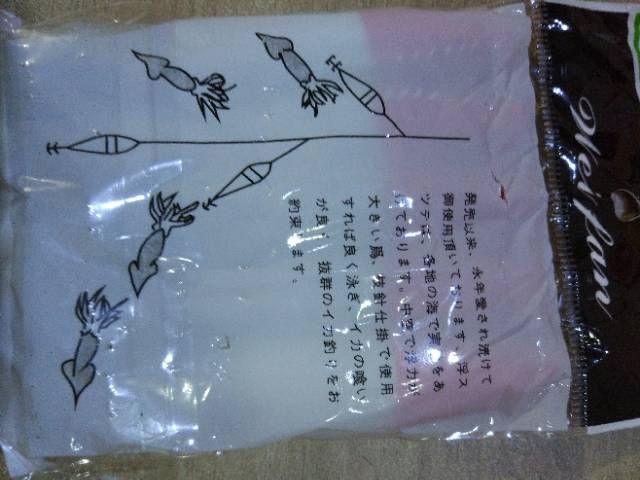 Neiflan
発売以来、永年愛され続けて
御使用頂いております。浮ス
ッテは、各地の海で実績をあ
げております。中空で浮力が
大きい為、枝針仕掛で使用
すれば良く泳ぎ、イカの喰い
が良く、抜群のイカ釣りをお
約束します。